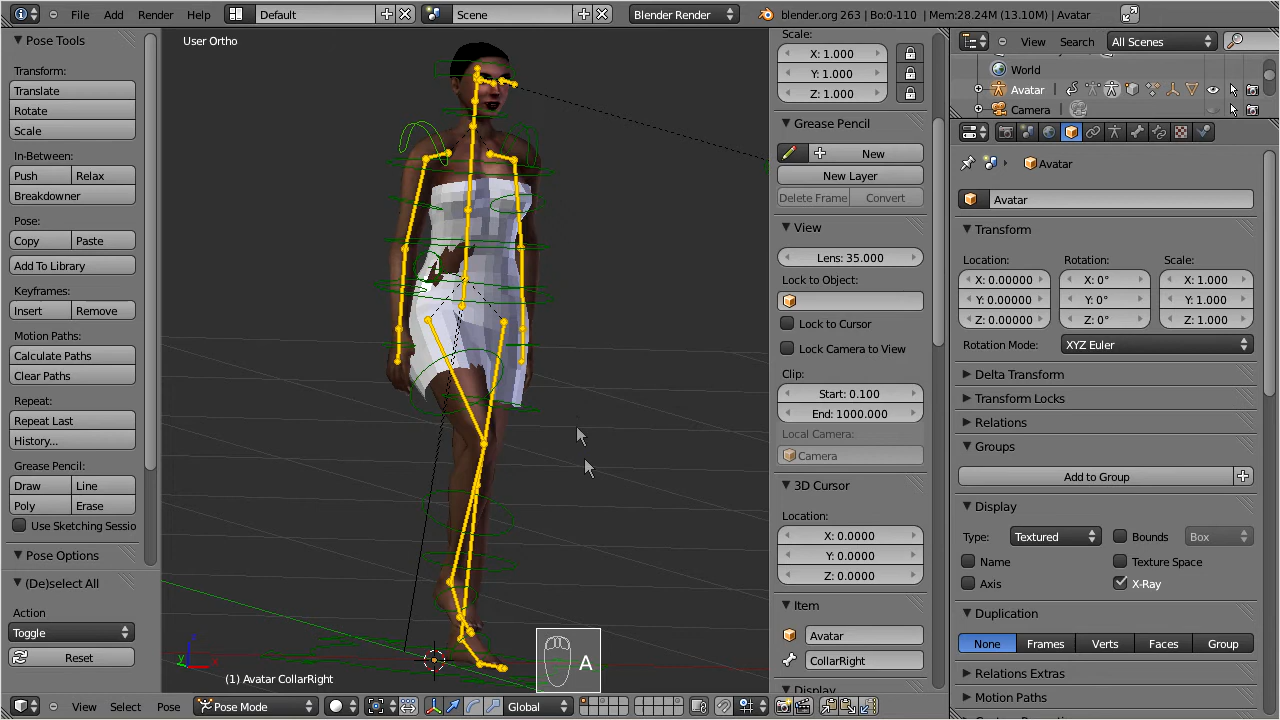 File Add Render Help Default Scene Blender Render blender.org 263 | Bo:0-110 | Mem:28.24M (13.10M) | Avatar
Pose Tools
Transform:
Translate
Rotate
Scale
In-Between:
Push Relax
Breakdowner
Pose:
Copy Paste
Add To Library
Keyframes:
Insert Remove
Motion Paths:
Calculate Paths
Clear Paths
Repeat:
Repeat Last
History...
Grease Pencil:
Draw Line
Poly Erase
Use Sketching Sessio
Pose Options
(De)select All
Action
Toggle
Reset
User Ortho
z
y x
(1) Avatar CollarRight
A
View Select Pose Pose Mode Global
Scale:
X: 1.000
Y: 1.000
Z: 1.000
Grease Pencil
New
New Layer
Delete Frame Convert
View
Lens: 35.000
Lock to Object:
Lock to Cursor
Lock Camera to View
Clip:
Start: 0.100
End: 1000.000
Local Camera:
Camera
3D Cursor
Location:
X: 0.0000
Y: 0.0000
Z: 0.0000
Item
Avatar
CollarRight
Display
View Search All Scenes
World
Avatar
Camera
Avatar
Avatar
Transform
Location: Rotation: Scale:
X: 0.00000 X: 0° X: 1.000
Y: 0.00000 Y: 0° Y: 1.000
Z: 0.00000 Z: 0° Z: 1.000
Rotation Mode: XYZ Euler
Delta Transform
Transform Locks
Relations
Groups
Add to Group
Display
Type: Textured Bounds Box
Name Texture Space
Axis X-Ray
Duplication
None Frames Verts Faces Group
Relations Extras
Motion Paths